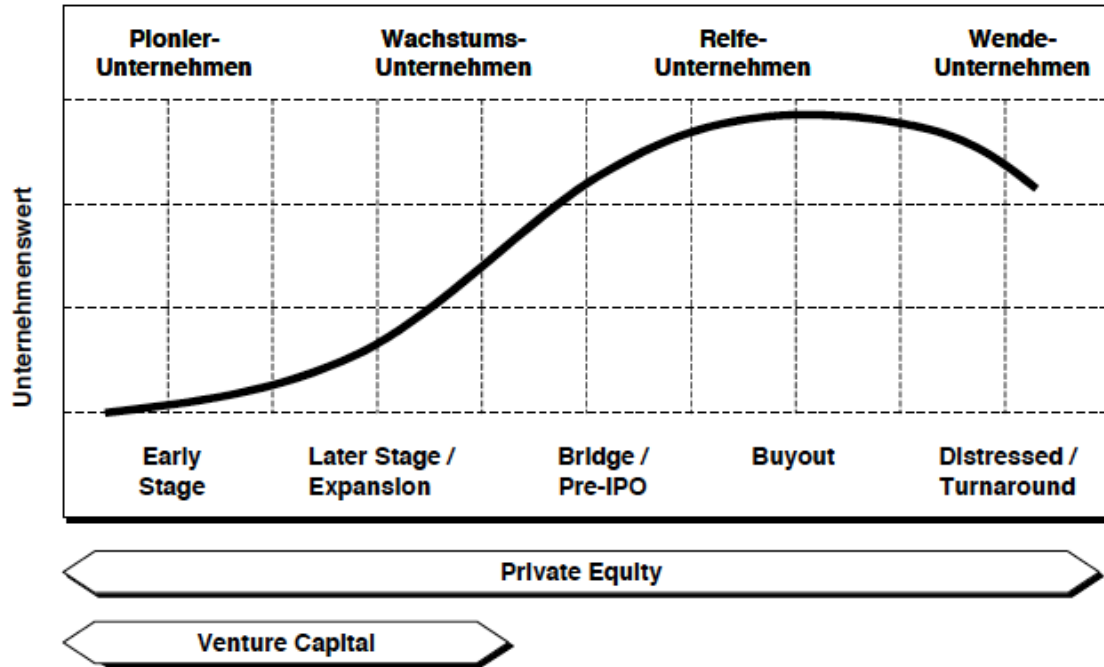 Pionier-
Unternehmen
Wachstums-
Unternehmen
Reife-
Unternehmen
Wende-
Unternehmen
Unternehmenswert
Early
Stage
Later Stage /
Expansion
Bridge /
Pre-IPO
Buyout
Distressed /
Turnaround
Private Equity
Venture Capital